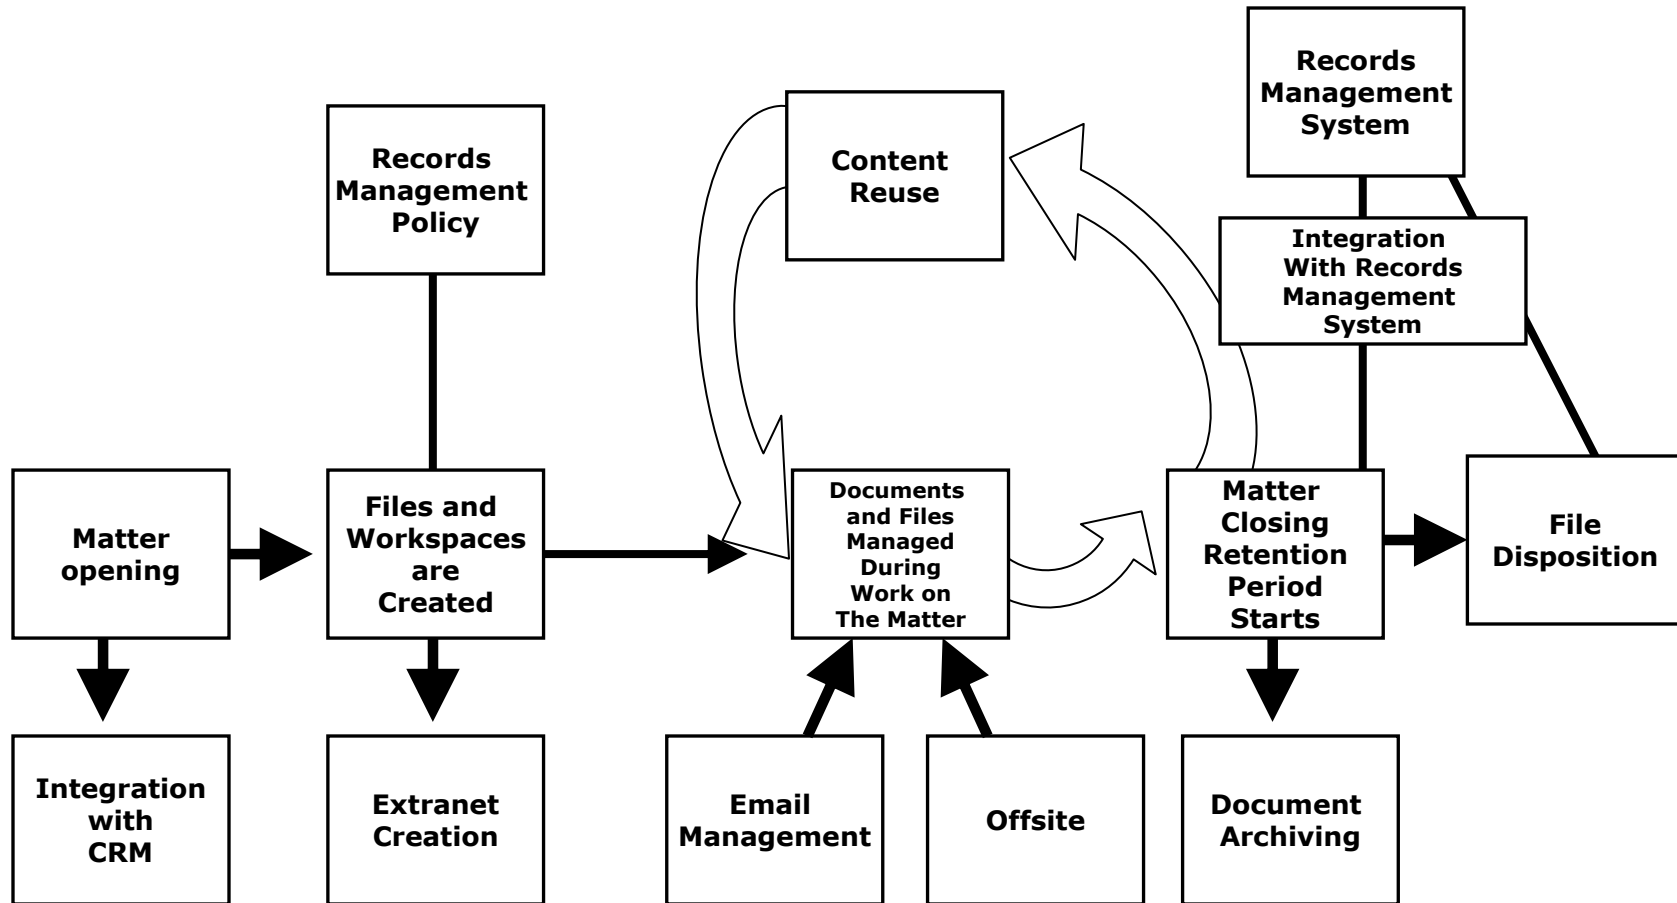 Records
Management
System
Records
Management
Policy
Content
Reuse
Integration
With Records
Management
System
Matter
opening
Files and
Workspaces
are
Created
Documents
and Files
Managed
During
Work on
The Matter
Matter
Closing
Retention
Period
Starts
File
Disposition
Integration
with
CRM
Extranet
Creation
Email
Management
Offsite
Document
Archiving